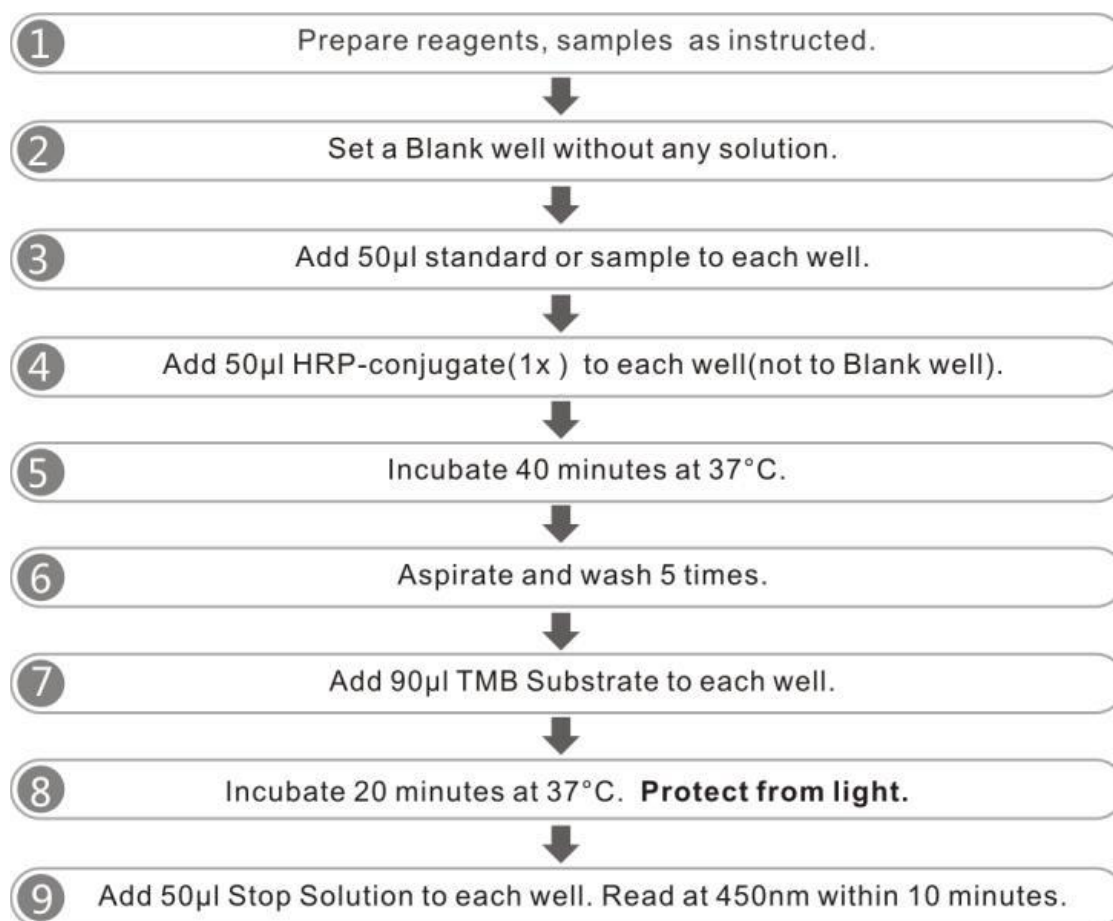 1 Prepare reagents, samples as instructed.
2 Set a Blank well without any solution.
3 Add 50μl standard or sample to each well.
4 Add 50μl HRP-conjugate(1x ) to each well(not to Blank well).
5 Incubate 40 minutes at 37°C.
6 Aspirate and wash 5 times.
7 Add 90μl TMB Substrate to each well.
8 Incubate 20 minutes at 37°C. Protect from light.
9 Add 50μl Stop Solution to each well. Read at 450nm within 10 minutes.